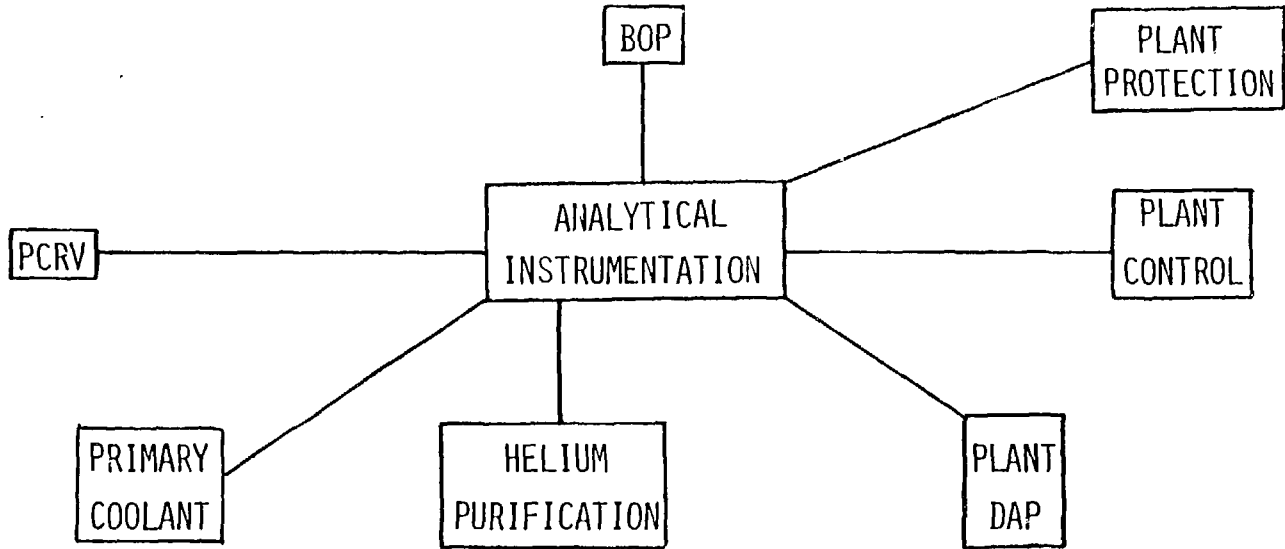 BOP
PLANT
PROTECTION
ANALYTICAL
INSTRUMENTATION
PLANT
CONTROL
PCRV
PRIMARY
COOLANT
HELIUM
PURIFICATION
PLANT
DAP